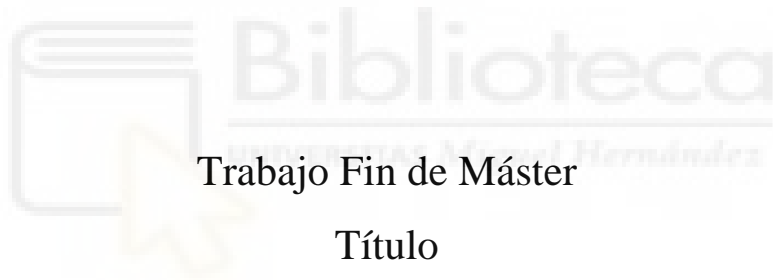 Biblioteca
UNIVERSITAS Miguel Hernández
Trabajo Fin de Máster
Título